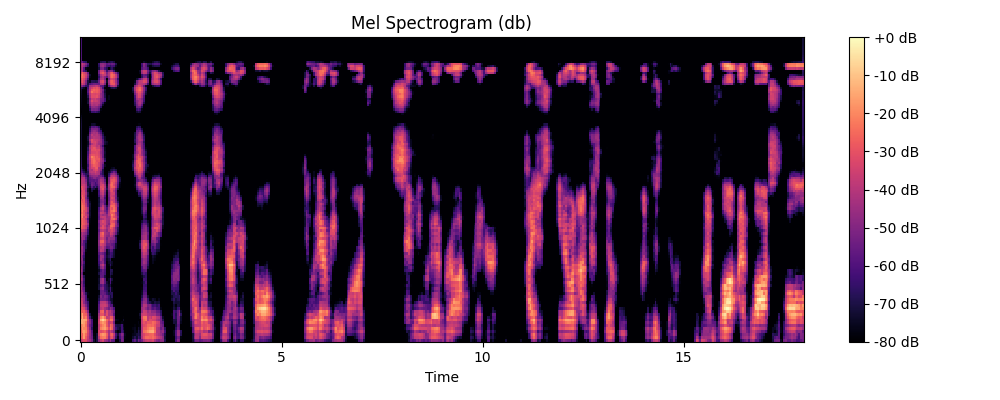 Mel Spectrogram (db)
8192
4096
2048
1024
512
0
Hz
0 5 10 15
Time
+0 dB
-10 dB
-20 dB
-30 dB
-40 dB
-50 dB
-60 dB
-70 dB
-80 dB